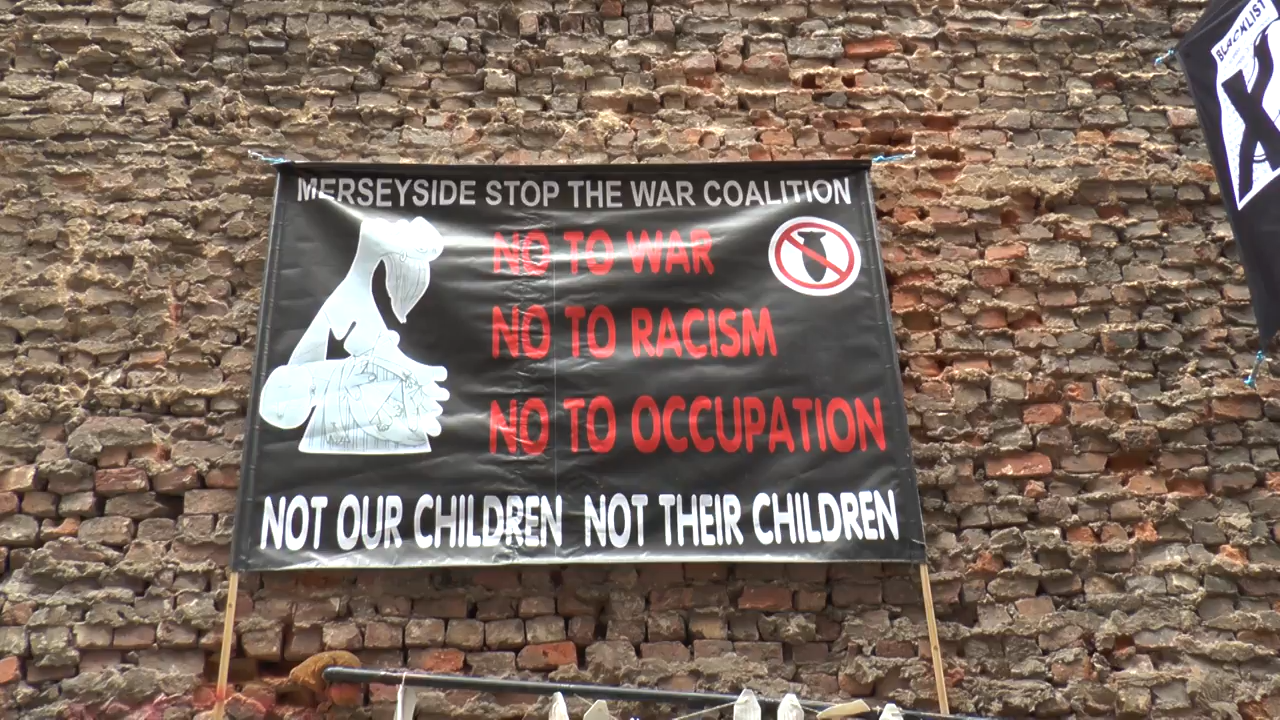 MERSEYSIDE STOP THE WAR COALITION
NO TO WAR
NO TO RACISM
NO TO OCCUPATION
NOT OUR CHILDREN NOT THEIR CHILDREN
BLACKLIST